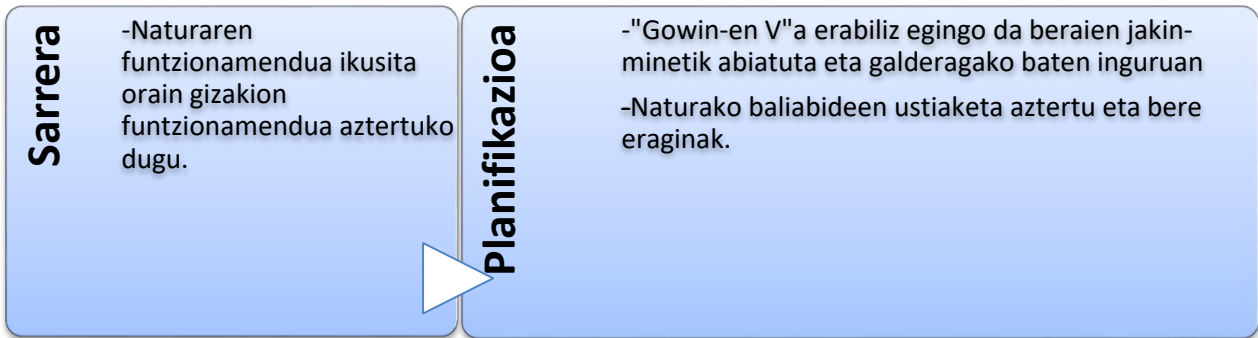 Sarrera
-Naturaren
funtzionamendua ikusita
orain gizakion
funtzionamendua aztertuko
dugu.
Planifikazioa
-"Gowin-en V"a erabiliz egingo da beraien jakin-
minetik abiatuta eta galderagako baten inguruan
-Naturako baliabideen ustiaketa aztertu eta bere
eraginak.